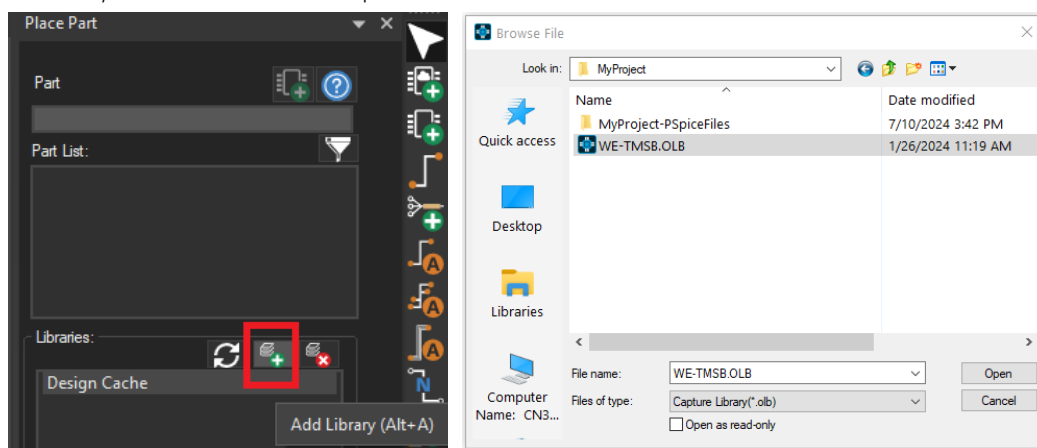 Place Part
Part
Part List:
Libraries:
Design Cache
Add Library (Alt+A)
Browse File
Look in: MyProject
Name Date modified
MyProject-PSpiceFiles 7/10/2024 3:42 PM
WE-TMSB.OLB 1/26/2024 11:19 AM
Quick access
Desktop
Libraries
Computer
Name: CN3...
File name: WE-TMSB.OLB Open
Files of type: Capture Library(*.olb) Cancel
Open as read-only